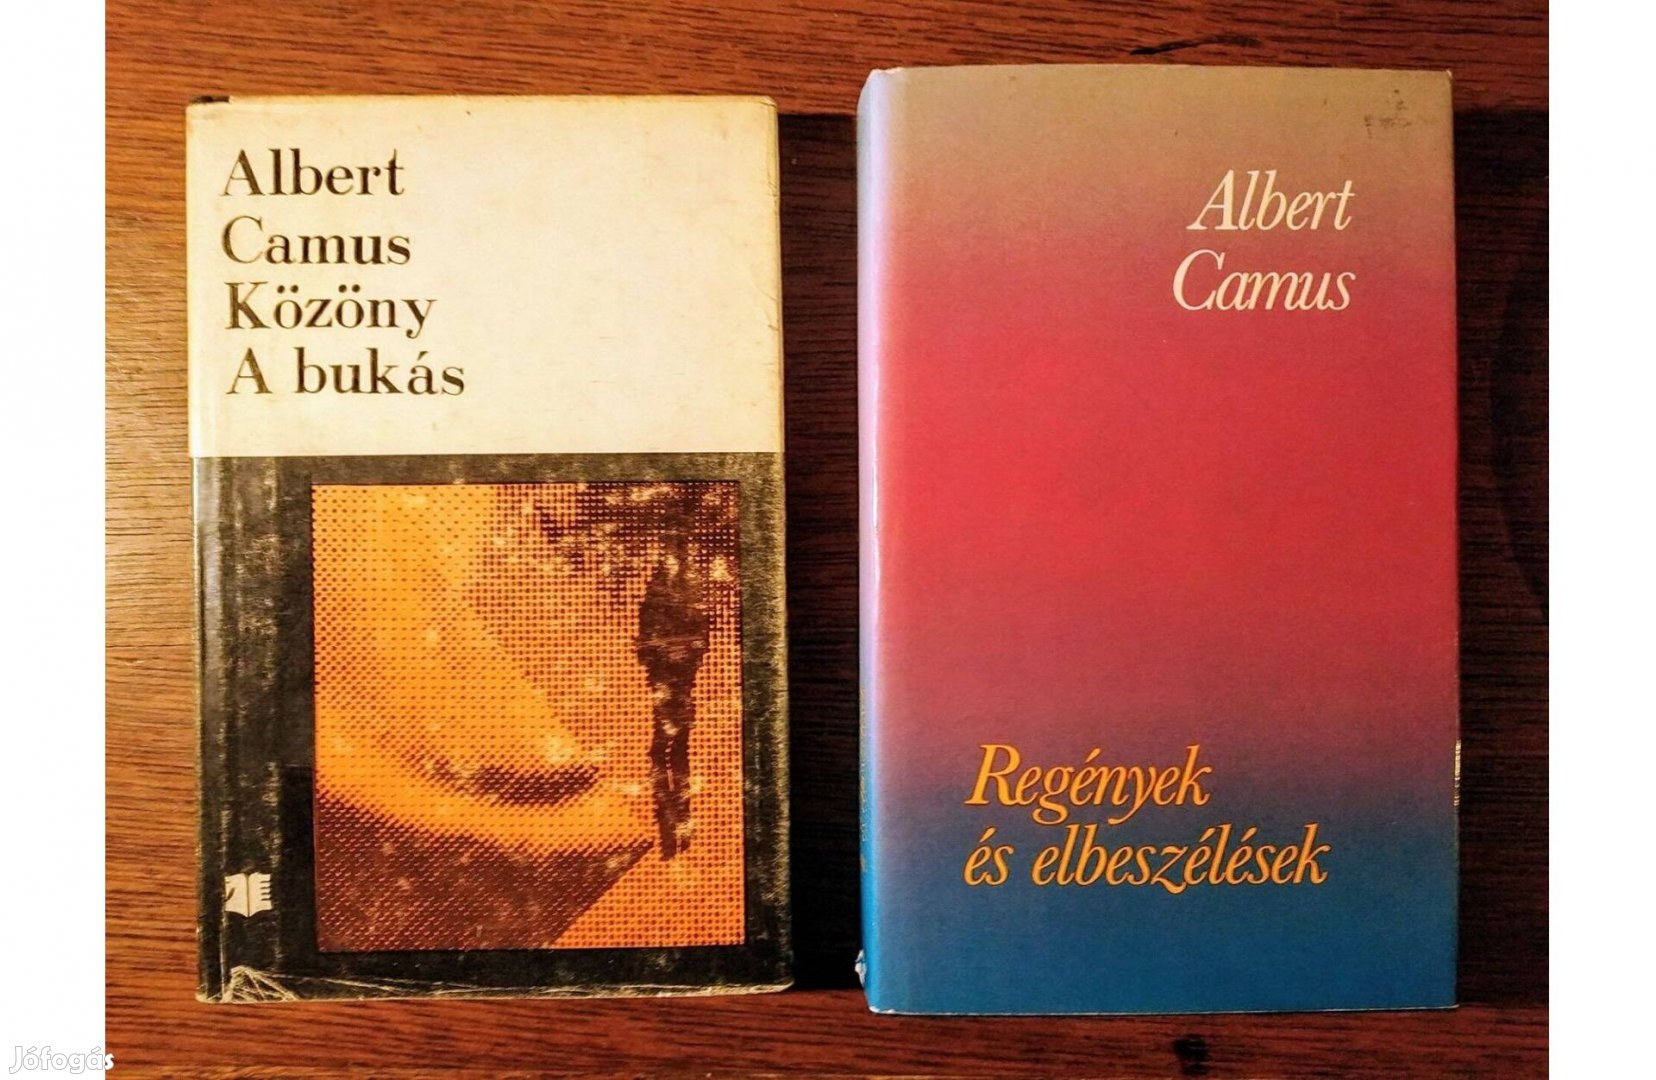 Albert
Camus
Közöny
A bukás
Albert
Camus
Regények
és elbeszélések
Jófogás